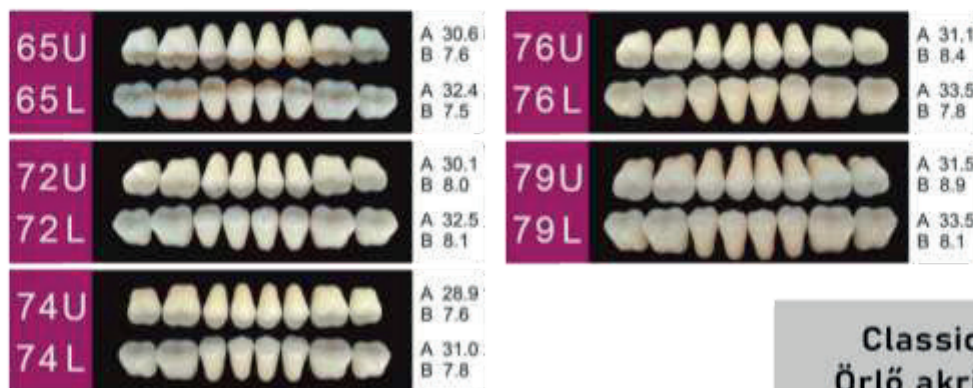 65U
A 30.6
B 7.6
65L
A 32.4
B 7.5
72U
A 30.1
B 8.0
72L
A 32.5
B 8.1
74U
A 28.9
B 7.6
74L
A 31.0
B 7.8
76U
A 31.1
B 8.4
76L
A 33.5
B 7.8
79U
A 31.5
B 8.9
79L
A 33.5
B 8.1
Classic
Örlő akr